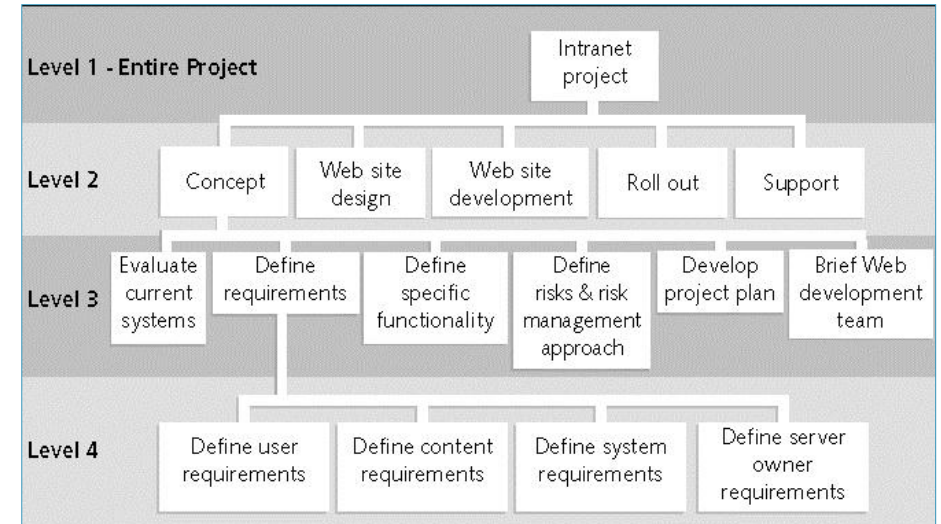 Level 1 - Entire Project
Intranet
project
Level 2
Concept
Web site
design
Web site
development
Roll out
Support
Level 3
Evaluate
current
systems
Define
requirements
Define
specific
functionality
Define
risks & risk
management
approach
Develop
project plan
Brief Web
development
team
Level 4
Define user
requirements
Define content
requirements
Define system
requirements
Define server
owner
requirements